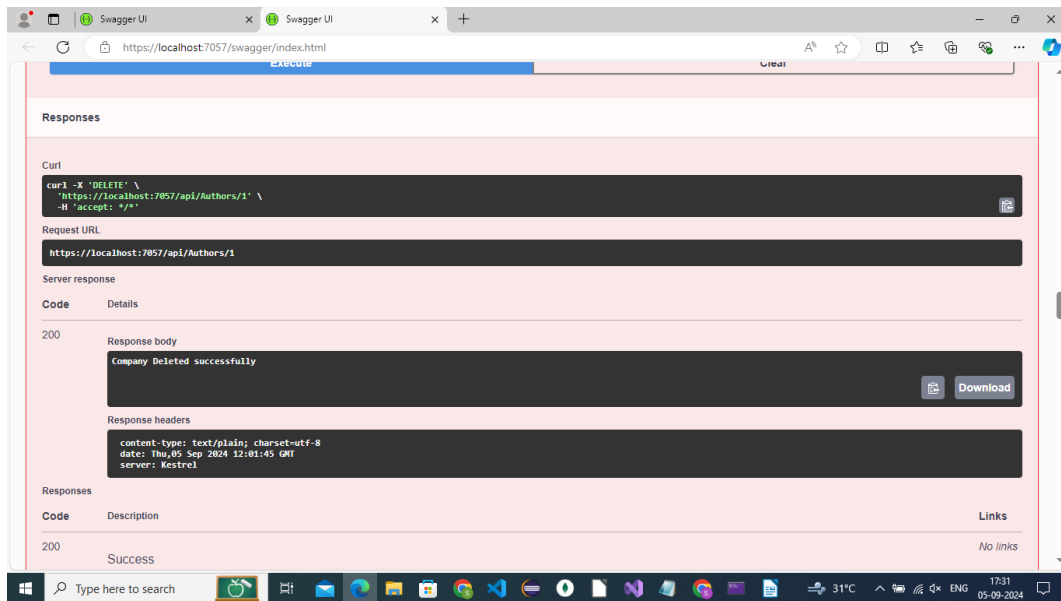 Swagger UI
Swagger UI
https://localhost:7057/swagger/index.html
Execute
Clear
Responses
Curl
curl -X 'DELETE' \
'https://localhost:7057/api/Authors/1' \
-H 'accept: */*'
Request URL
https://localhost:7057/api/Authors/1
Server response
Code Details
200
Response body
Company Deleted successfully
Download
Response headers
content-type: text/plain; charset=utf-8
date: Thu,05 Sep 2024 12:01:45 GMT
server: Kestrel
Responses
Code Description Links
200 No links
Success
Type here to search
31°C
ENG
17:31
05-09-2024